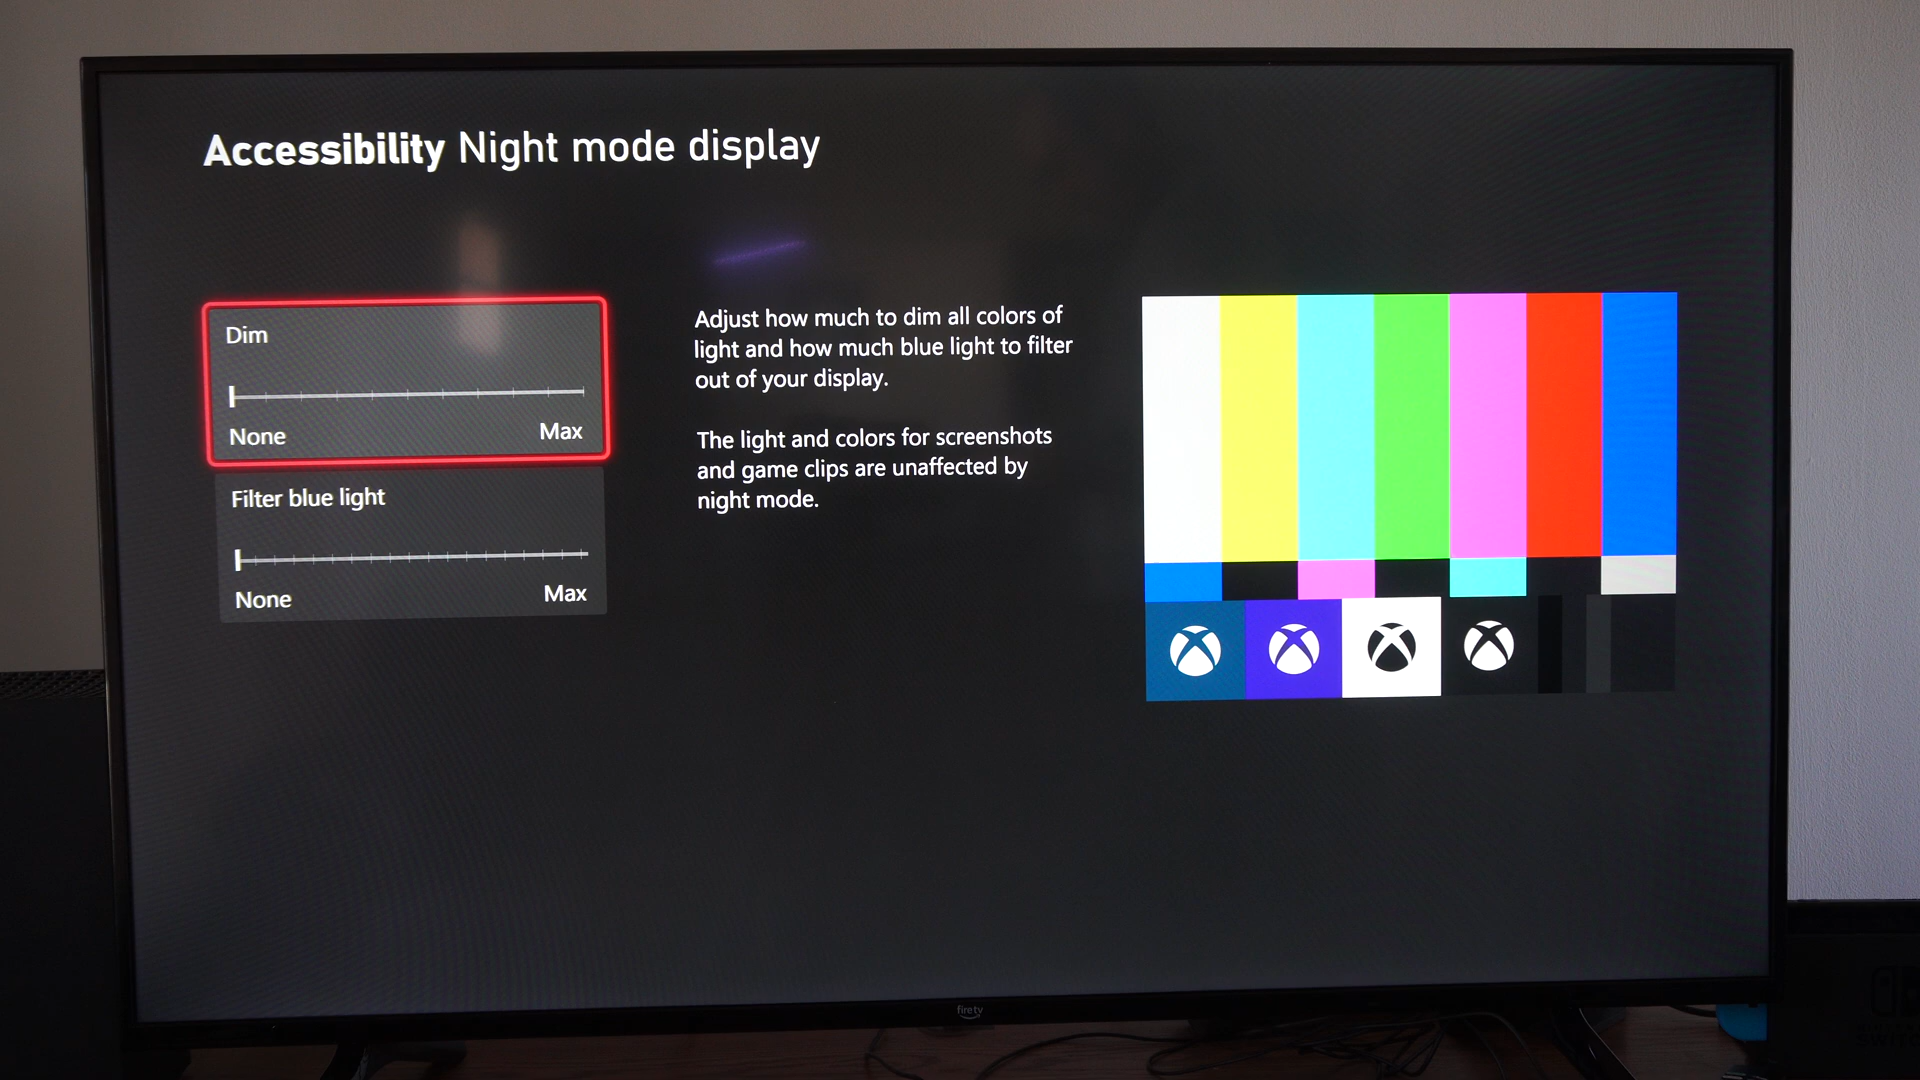 Accessibility Night mode display
Dim
None Max
Filter blue light
None Max
Adjust how much to dim all colors of
light and how much blue light to filter
out of your display.
The light and colors for screenshots
and game clips are unaffected by
night mode.
firetv